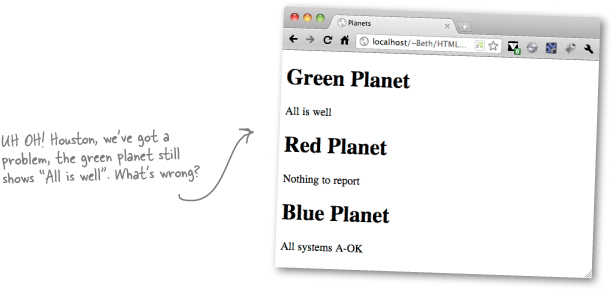 Planets
localhost/~Beth/HTML...
Green Planet
All is well
Red Planet
Nothing to report
Blue Planet
All systems A-OK
UH OH! Houston, we've got a
problem, the green planet still
shows "All is well". What's wrong?